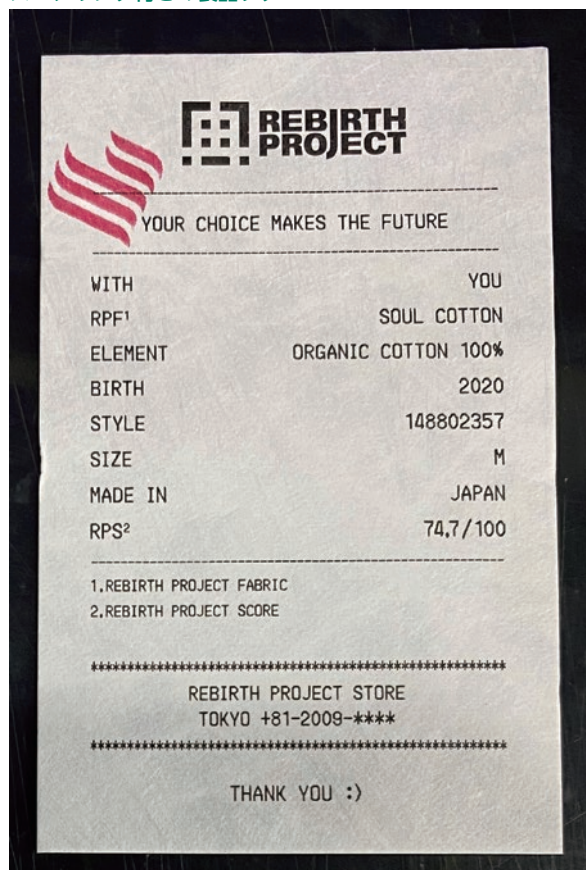 REBIRTH
PROJECT
YOUR CHOICE MAKES THE FUTURE
WITH YOU
RPF¹ SOUL COTTON
ELEMENT ORGANIC COTTON 100%
BIRTH 2020
STYLE 148802357
SIZE M
MADE IN JAPAN
RPS² 74.7/100
1.REBIRTH PROJECT FABRIC
2.REBIRTH PROJECT SCORE
****************************************************
REBIRTH PROJECT STORE
TOKYO +81-2009-****
****************************************************
THANK YOU :)